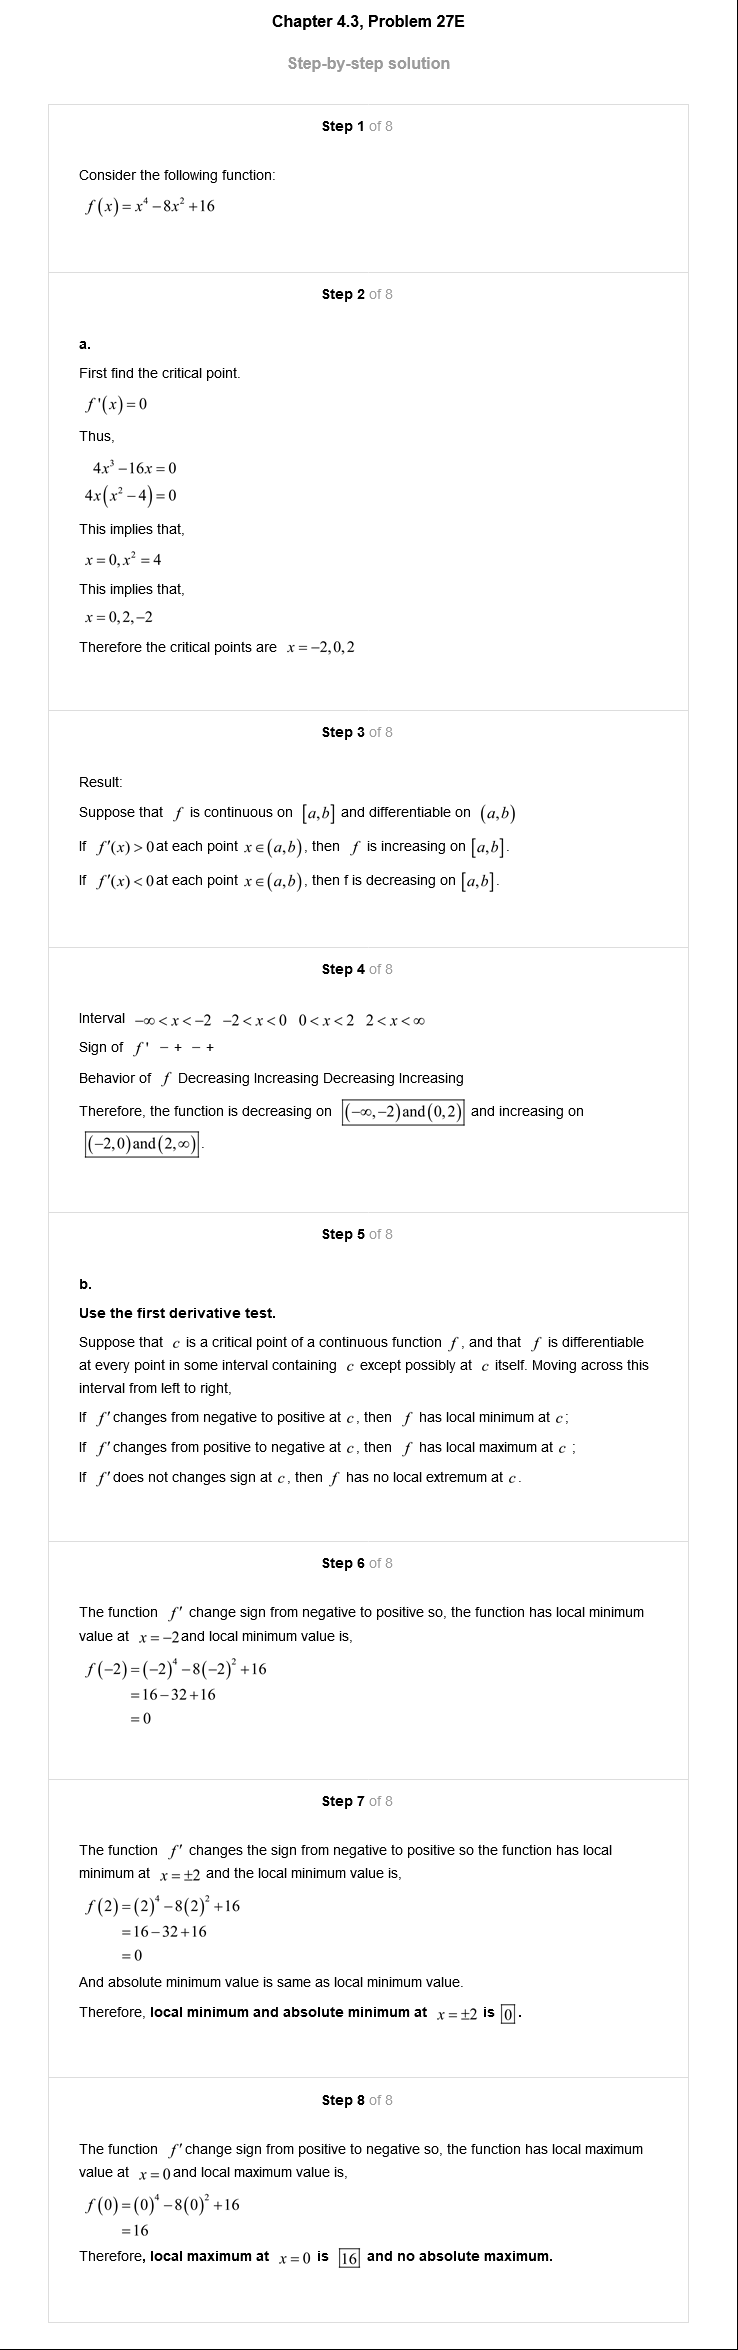 Chapter 4.3, Problem 27E
Step-by-step solution
Step 1 of 8
Consider the following function:
f(x) = x⁴ − 8x² + 16
Step 2 of 8
a.
First find the critical point.
f'(x) = 0
Thus,
4x³ − 16x = 0
4x(x² − 4) = 0
This implies that,
x = 0, x² = 4
This implies that,
x = 0, 2, −2
Therefore the critical points are x = −2, 0, 2
Step 3 of 8
Result:
Suppose that f is continuous on [a,b] and differentiable on (a,b)
If f′(x) > 0 at each point x ∈ (a,b), then f is increasing on [a,b].
If f′(x) < 0 at each point x ∈ (a,b), then f is decreasing on [a,b].
Step 4 of 8
Interval −∞ < x < −2 −2 < x < 0 0 < x < 2 2 < x < ∞
Sign of f' − + − +
Behavior of f Decreasing Increasing Decreasing Increasing
Therefore, the function is decreasing on (−∞,−2) and (0,2) and increasing on
(−2,0) and (2,∞).
Step 5 of 8
b.
Use the first derivative test.
Suppose that c is a critical point of a continuous function f, and that f is differentiable
at every point in some interval containing c except possibly at c itself. Moving across this
interval from left to right,
If f′ changes from negative to positive at c, then f has local minimum at c;
If f′ changes from positive to negative at c, then f has local maximum at c ;
If f′ does not changes sign at c, then f has no local extremum at c.
Step 6 of 8
The function f′ change sign from negative to positive so, the function has local minimum
value at x = −2 and local minimum value is,
f(−2) = (−2)⁴ − 8(−2)² + 16
= 16 − 32 + 16
= 0
Step 7 of 8
The function f′ changes the sign from negative to positive so the function has local
minimum at x = ±2 and the local minimum value is,
f(2) = (2)⁴ − 8(2)² + 16
= 16 − 32 + 16
= 0
And absolute minimum value is same as local minimum value.
Therefore, local minimum and absolute minimum at x = ±2 is 0.
Step 8 of 8
The function f′ change sign from positive to negative so, the function has local maximum
value at x = 0 and local maximum value is,
f(0) = (0)⁴ − 8(0)² + 16
= 16
Therefore, local maximum at x = 0 is 16 and no absolute maximum.